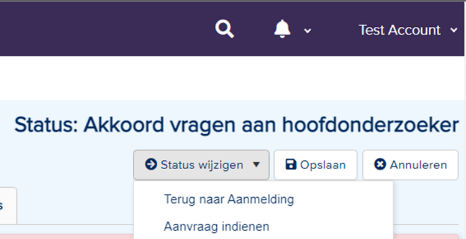 Test Account
Status: Akkoord vragen aan hoofdonderzoeker
Status wijzigen Opslaan Annuleren
s
Terug naar Aanmelding
Aanvraag indienen